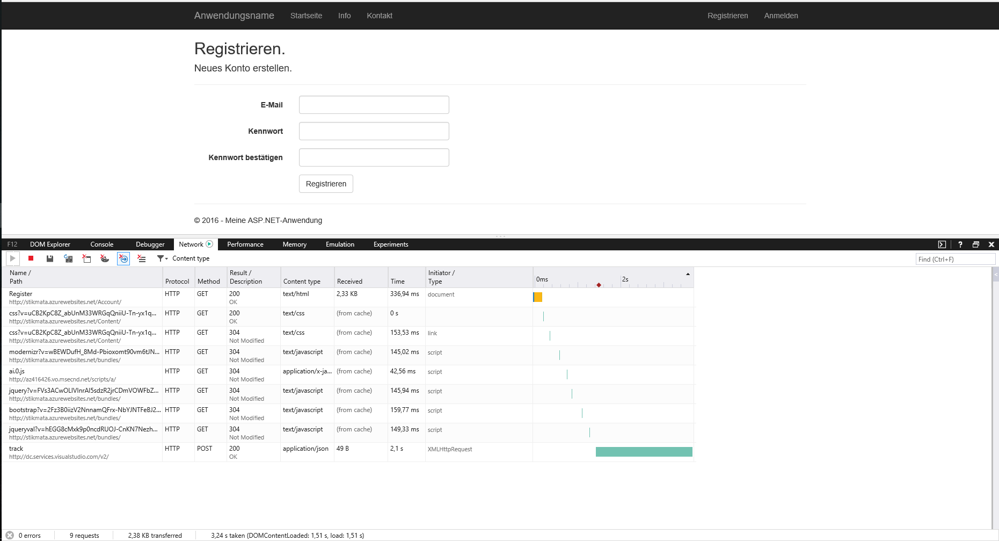 Anwendungsname Startseite Info Kontakt Registrieren Anmelden
Registrieren.
Neues Konto erstellen.
E-Mail
Kennwort
Kennwort bestätigen
Registrieren
© 2016 - Meine ASP.NET-Anwendung
F12 DOM Explorer Console Debugger Network Performance Memory Emulation Experiments ?
Content type Find (Ctrl+F)
Name / Path Protocol Method Result / Description Content type Received Time Initiator / Type 0ms 2s
Register HTTP GET 200 text/html 2,33 KB 336,94 ms document
http://stikmata.azurewebsites.net/Account/ OK
css?v=uCB2KpC8Z_abUnM33WRGqQniiU-Tn-yx1q... HTTP GET 200 text/css (from cache) 0 s
http://stikmata.azurewebsites.net/Content/ OK
css?v=uCB2KpC8Z_abUnM33WRGqQniiU-Tn-yx1q... HTTP GET 304 text/css (from cache) 153,53 ms link
http://stikmata.azurewebsites.net/Content/ Not Modified
modernizr?v=wBEWDufH_8Md-Pbioxomt90vm6tJN... HTTP GET 304 text/javascript (from cache) 145,02 ms script
http://stikmata.azurewebsites.net/bundles/ Not Modified
ai.0.js HTTP GET 304 application/x-ja... (from cache) 42,56 ms script
http://az416426.vo.msecnd.net/scripts/a/ Not Modified
jquery?v=FVs3ACwOLIVInrAl5sdzR2jrCDmVOWFbZ... HTTP GET 304 text/javascript (from cache) 145,94 ms script
http://stikmata.azurewebsites.net/bundles/ Not Modified
bootstrap?v=2Fz3B0iizV2NnnamQFrx-NbYJNTFeBJ2... HTTP GET 304 text/javascript (from cache) 159,77 ms script
http://stikmata.azurewebsites.net/bundles/ Not Modified
jqueryval?v=hEGG8cMxk9p0ncdRUOJ-CnKN7Nezh... HTTP GET 304 text/javascript (from cache) 149,33 ms script
http://stikmata.azurewebsites.net/bundles/ Not Modified
track HTTP POST 200 application/json 49 B 2,1 s XMLHttpRequest
http://dc.services.visualstudio.com/v2/ OK
0 errors 9 requests 2,38 KB transferred 3,24 s taken (DOMContentLoaded: 1,51 s, load: 1,51 s)